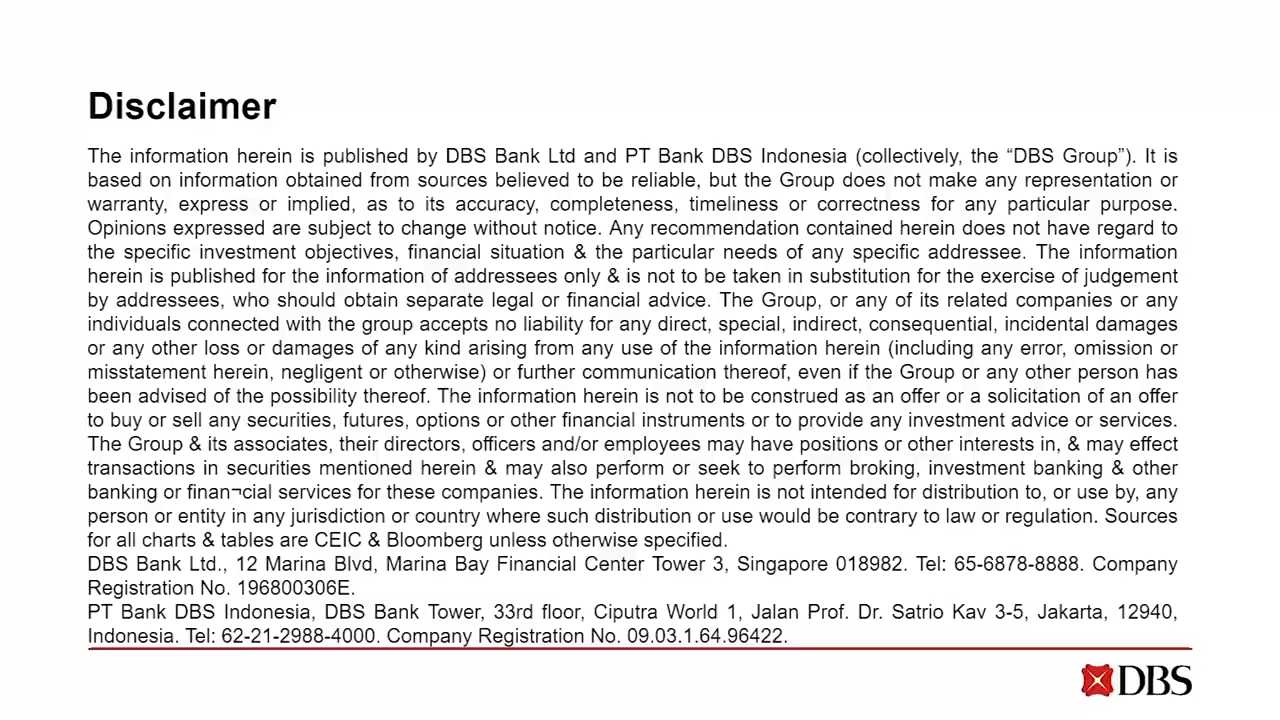 Disclaimer
The information herein is published by DBS Bank Ltd and PT Bank DBS Indonesia (collectively, the “DBS Group”). It is
based on information obtained from sources believed to be reliable, but the Group does not make any representation or
warranty, express or implied, as to its accuracy, completeness, timeliness or correctness for any particular purpose.
Opinions expressed are subject to change without notice. Any recommendation contained herein does not have regard to
the specific investment objectives, financial situation & the particular needs of any specific addressee. The information
herein is published for the information of addressees only & is not to be taken in substitution for the exercise of judgement
by addressees, who should obtain separate legal or financial advice. The Group, or any of its related companies or any
individuals connected with the group accepts no liability for any direct, special, indirect, consequential, incidental damages
or any other loss or damages of any kind arising from any use of the information herein (including any error, omission or
misstatement herein, negligent or otherwise) or further communication thereof, even if the Group or any other person has
been advised of the possibility thereof. The information herein is not to be construed as an offer or a solicitation of an offer
to buy or sell any securities, futures, options or other financial instruments or to provide any investment advice or services.
The Group & its associates, their directors, officers and/or employees may have positions or other interests in, & may effect
transactions in securities mentioned herein & may also perform or seek to perform broking, investment banking & other
banking or finan¬cial services for these companies. The information herein is not intended for distribution to, or use by, any
person or entity in any jurisdiction or country where such distribution or use would be contrary to law or regulation. Sources
for all charts & tables are CEIC & Bloomberg unless otherwise specified.
DBS Bank Ltd., 12 Marina Blvd, Marina Bay Financial Center Tower 3, Singapore 018982. Tel: 65-6878-8888. Company
Registration No. 196800306E.
PT Bank DBS Indonesia, DBS Bank Tower, 33rd floor, Ciputra World 1, Jalan Prof. Dr. Satrio Kav 3-5, Jakarta, 12940,
Indonesia. Tel: 62-21-2988-4000. Company Registration No. 09.03.1.64.96422.
DBS